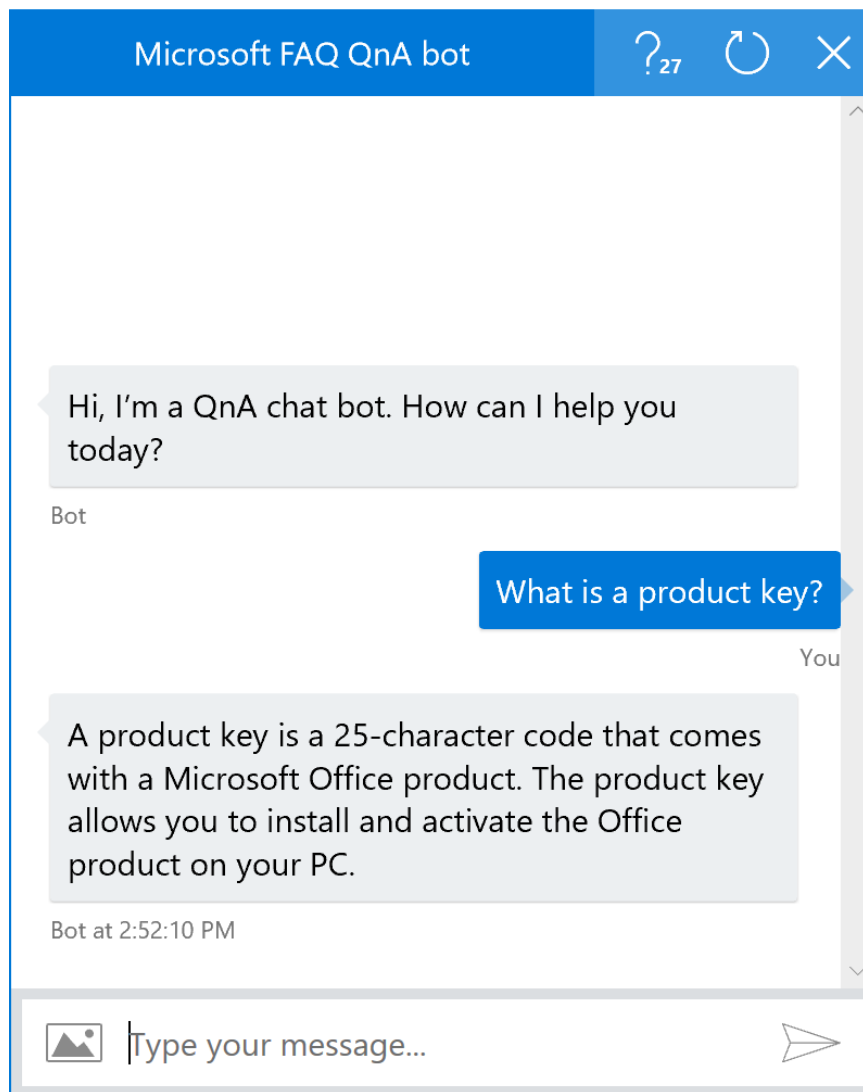 Microsoft FAQ QnA bot
?27
Hi, I'm a QnA chat bot. How can I help you
today?
Bot
What is a product key?
You
A product key is a 25-character code that comes
with a Microsoft Office product. The product key
allows you to install and activate the Office
product on your PC.
Bot at 2:52:10 PM
Type your message...